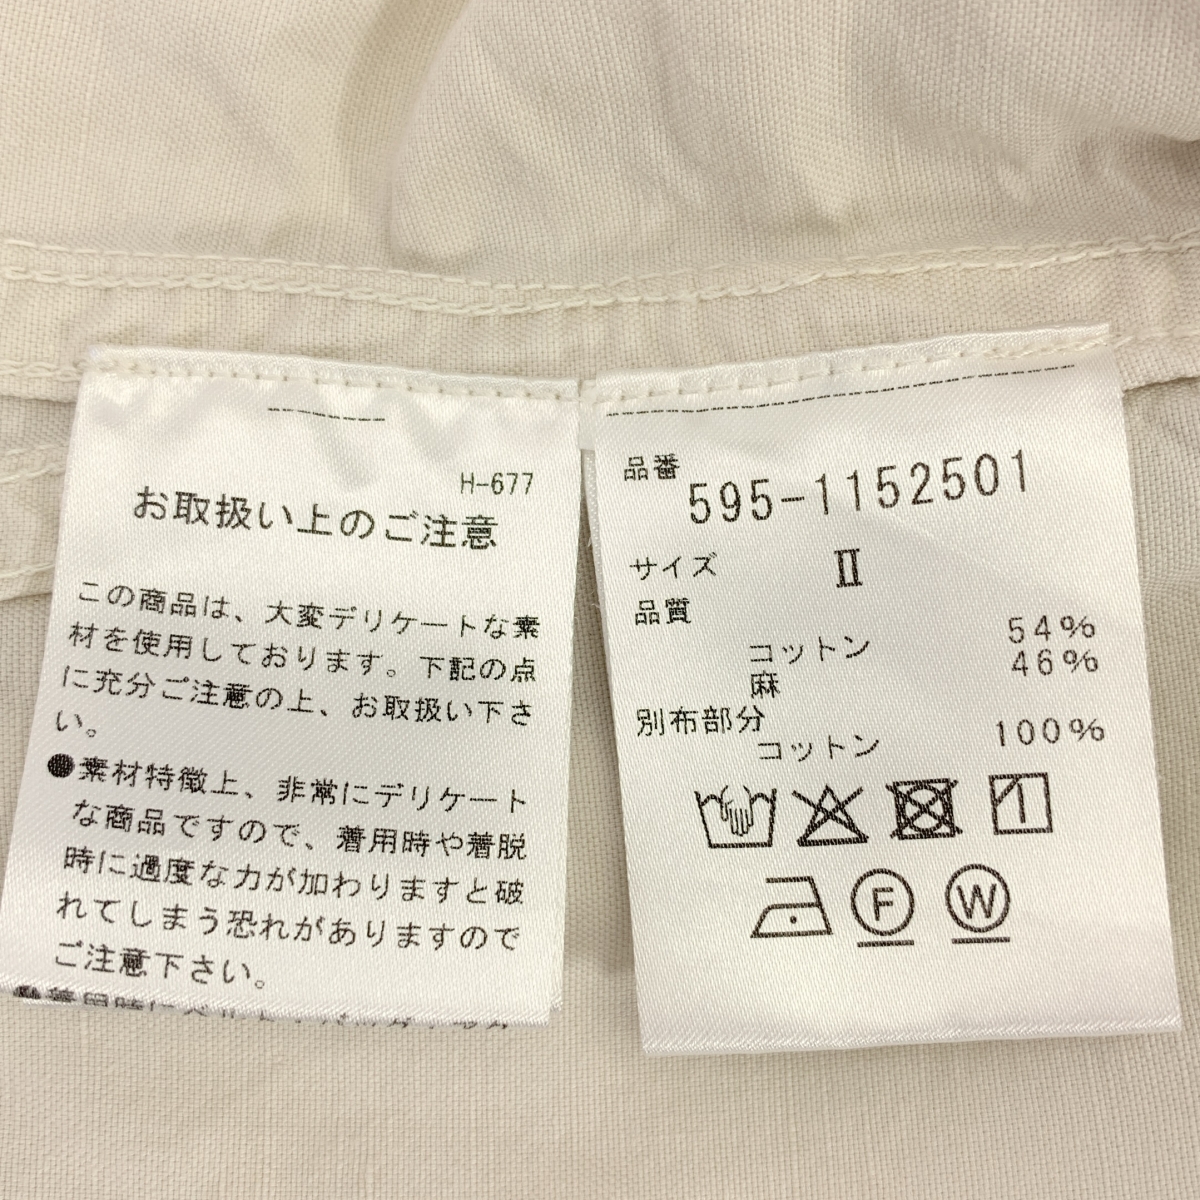 H-677
お取扱い上のご注意
この商品は、大変デリケートな素
材を使用しております。下記の点
に充分ご注意の上、お取扱い下さ
い。
●素材特徴上、非常にデリケート
な商品ですので、着用時や着脱
時に過度な力が加わりますと破
れてしまう恐れがありますので
ご注意下さい。
品番 595-1152501
サイズ Ⅱ
品質
コットン 54%
麻 46%
別布部分
コットン 100%
F W